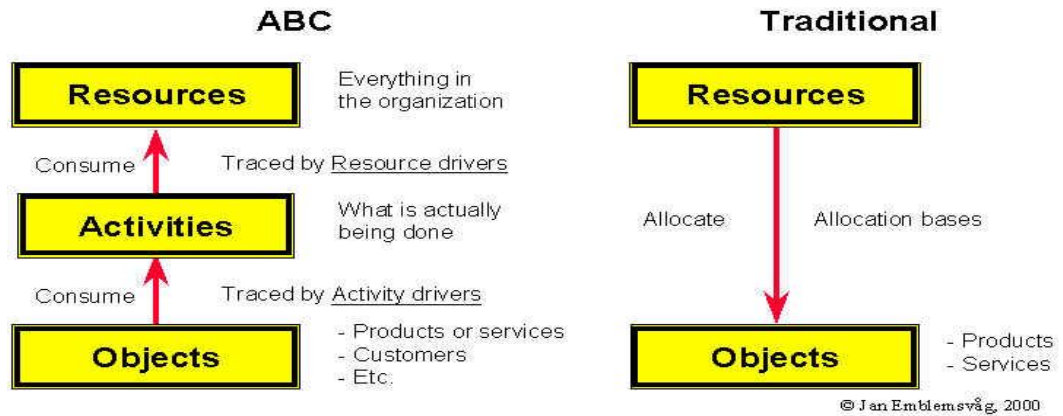 ABC
Traditional
Resources
Everything in
the organization
Resources
Consume
Traced by Resource drivers
Activities
What is actually
being done
Allocate
Allocation bases
Consume
Traced by Activity drivers
Objects
- Products or services
- Customers
- Etc.
Objects
- Products
- Services
© Jan Emblemsvåg, 2000